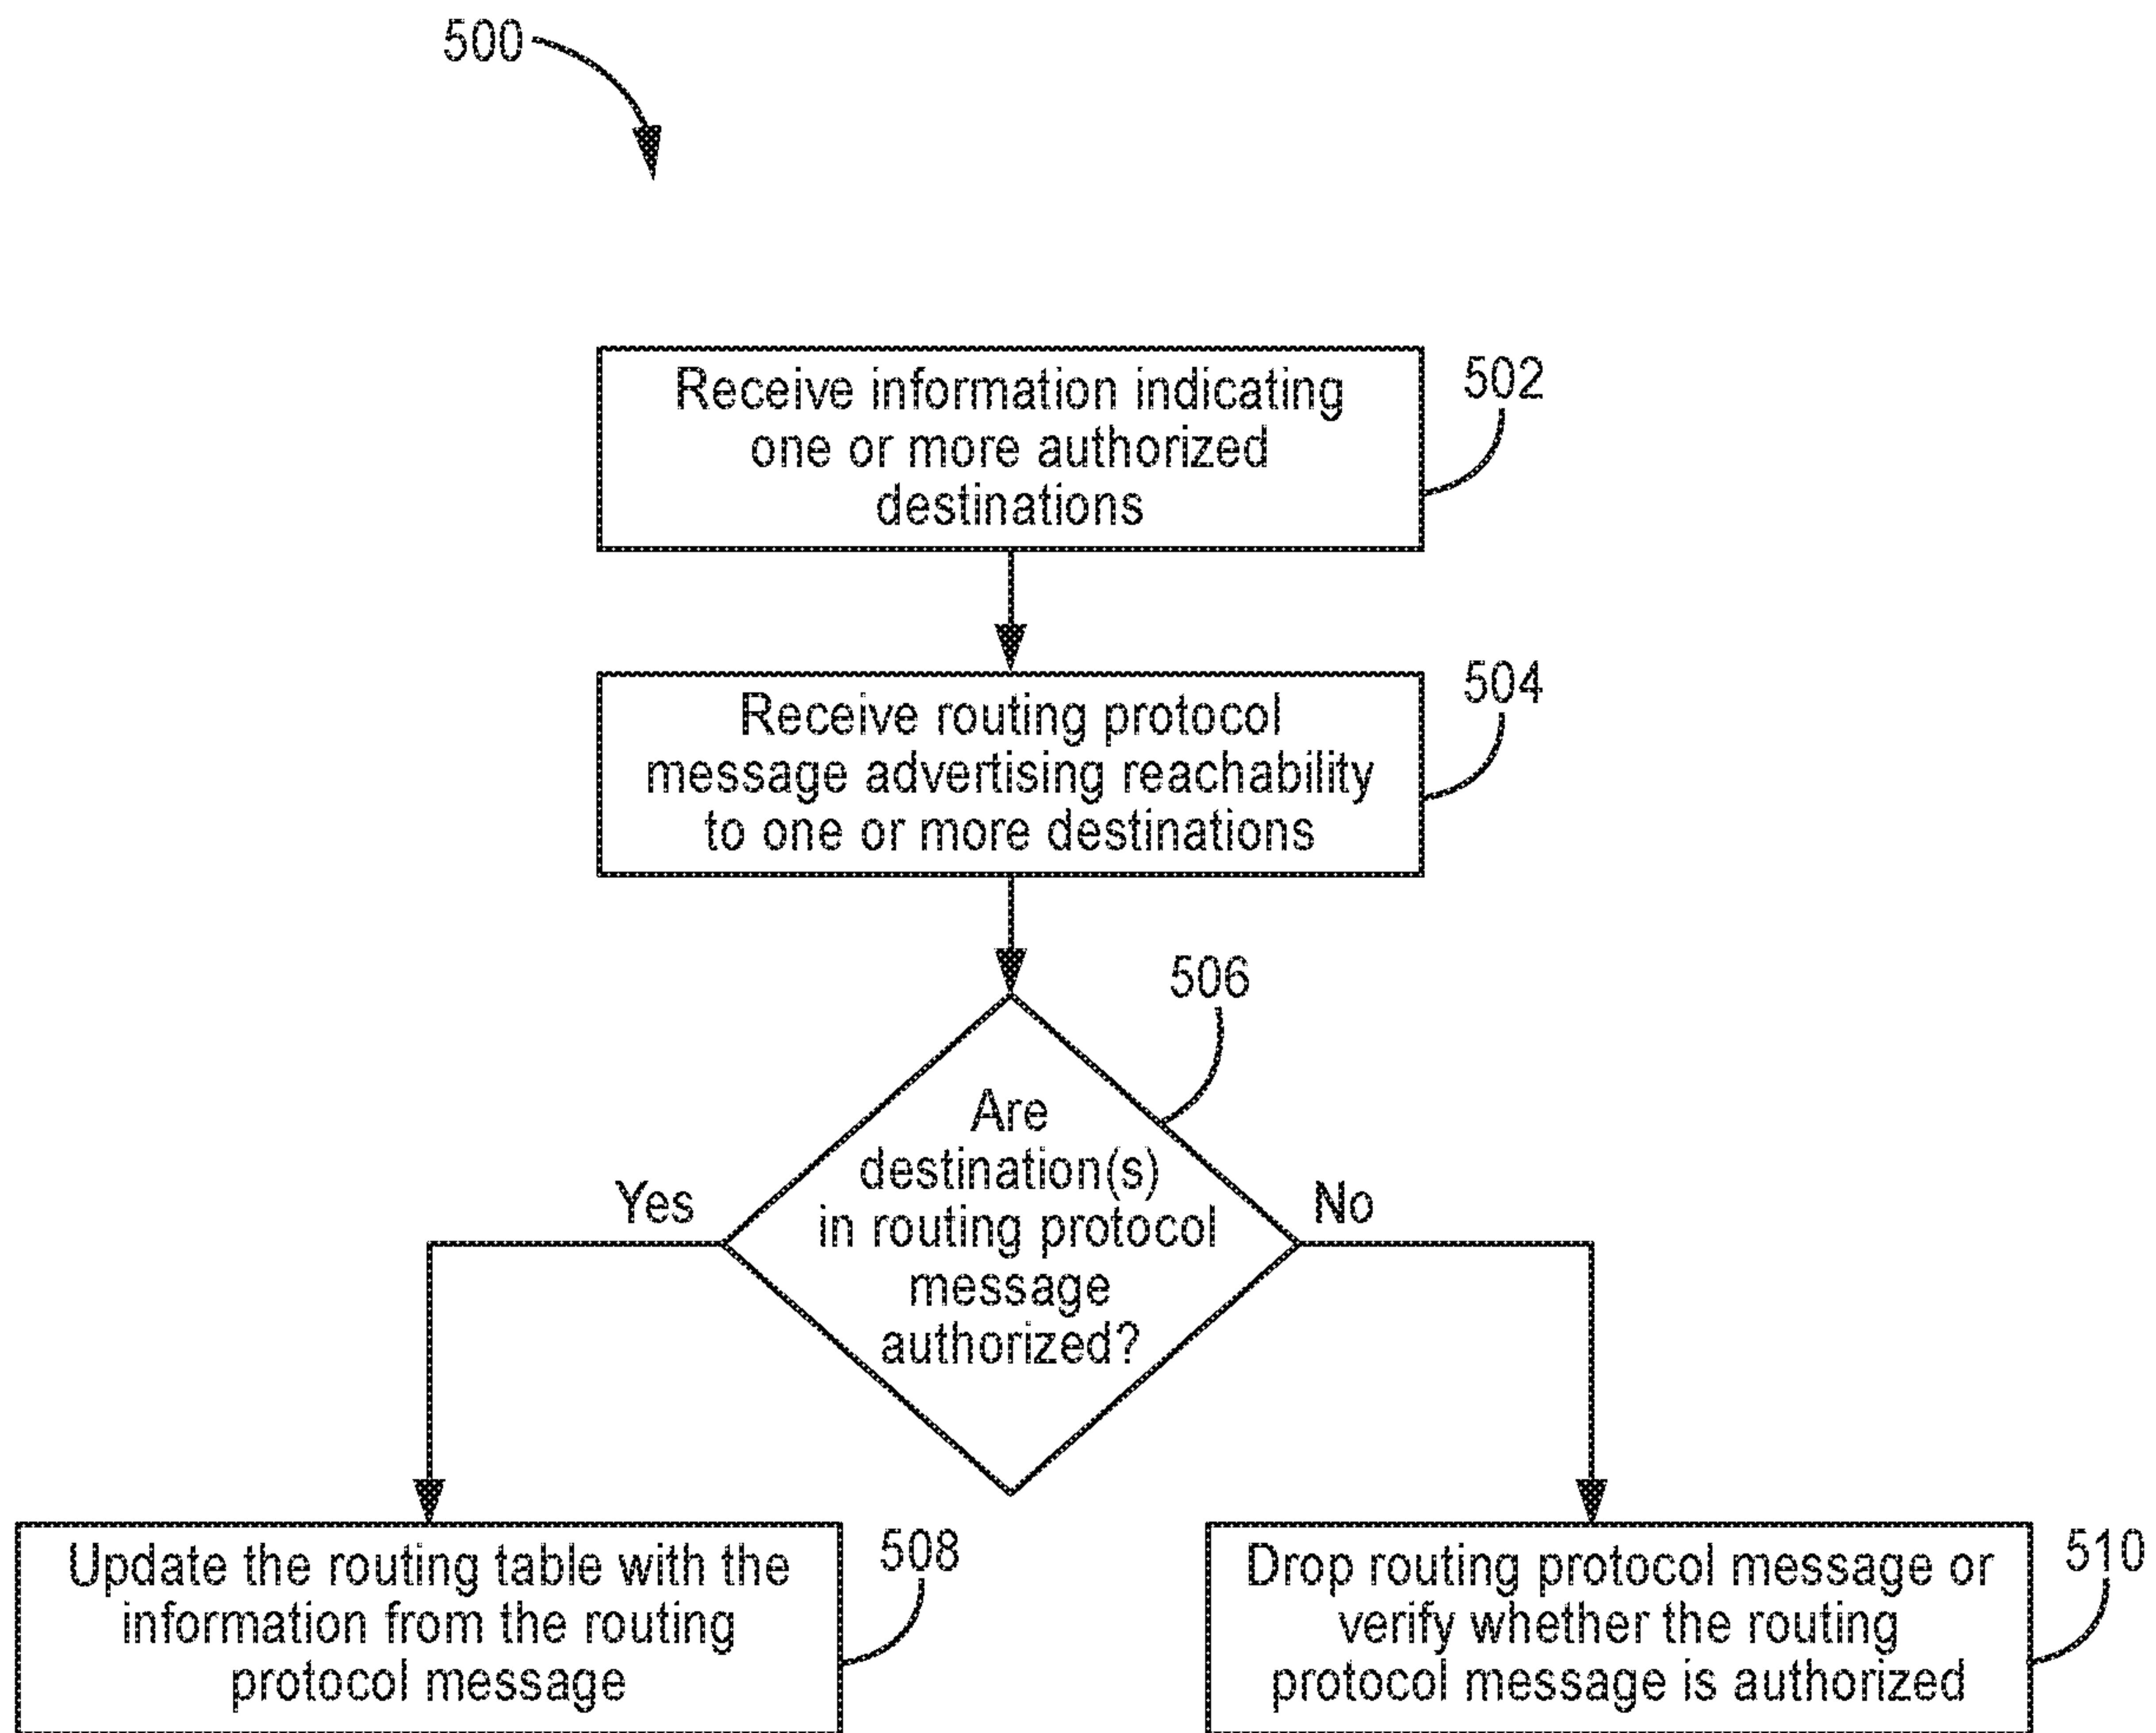 500
Receive information indicating
one or more authorized
destinations
502
Receive routing protocol
message advertising reachability
to one or more destinations
504
506
Are
destination(s)
in routing protocol
message
authorized?
Yes
No
Update the routing table with the
information from the routing
protocol message
508
Drop routing protocol message or
verify whether the routing
protocol message is authorized
510